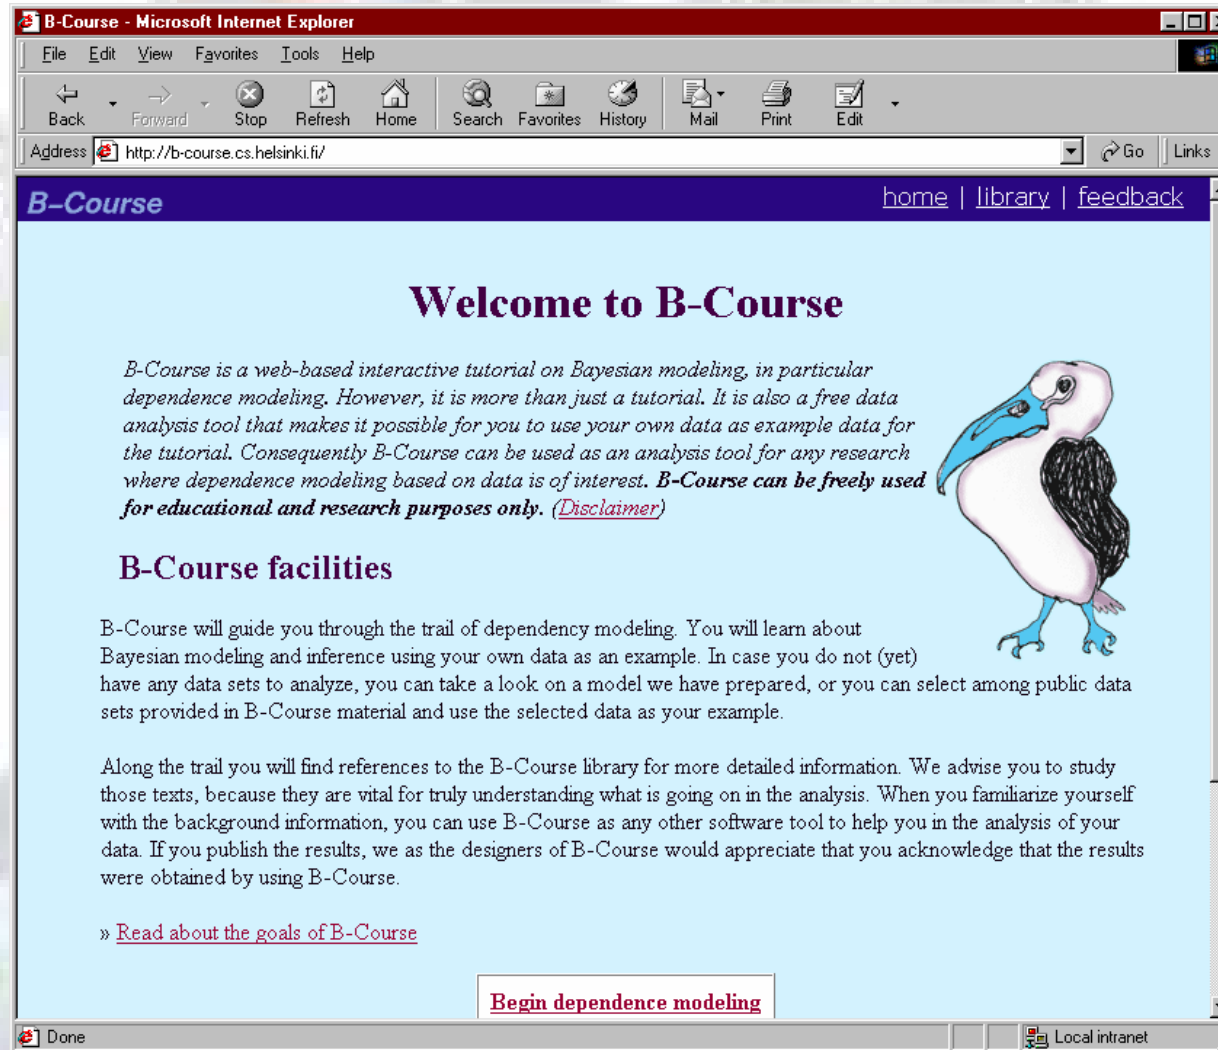 B-Course - Microsoft Internet Explorer
File Edit View Favorites Tools Help
Back Forward Stop Refresh Home Search Favorites History Mail Print Edit
Address http://b-course.cs.helsinki.fi/ Go Links
B-Course home | library | feedback
Welcome to B-Course
B-Course is a web-based interactive tutorial on Bayesian modeling, in particular
dependence modeling. However, it is more than just a tutorial. It is also a free data
analysis tool that makes it possible for you to use your own data as example data for
the tutorial. Consequently B-Course can be used as an analysis tool for any research
where dependence modeling based on data is of interest. B-Course can be freely used
for educational and research purposes only. (Disclaimer)
B-Course facilities
B-Course will guide you through the trail of dependency modeling. You will learn about
Bayesian modeling and inference using your own data as an example. In case you do not (yet)
have any data sets to analyze, you can take a look on a model we have prepared, or you can select among public data
sets provided in B-Course material and use the selected data as your example.
Along the trail you will find references to the B-Course library for more detailed information. We advise you to study
those texts, because they are vital for truly understanding what is going on in the analysis. When you familiarize yourself
with the background information, you can use B-Course as any other software tool to help you in the analysis of your
data. If you publish the results, we as the designers of B-Course would appreciate that you acknowledge that the results
were obtained by using B-Course.
» Read about the goals of B-Course
Begin dependence modeling
Done Local intranet